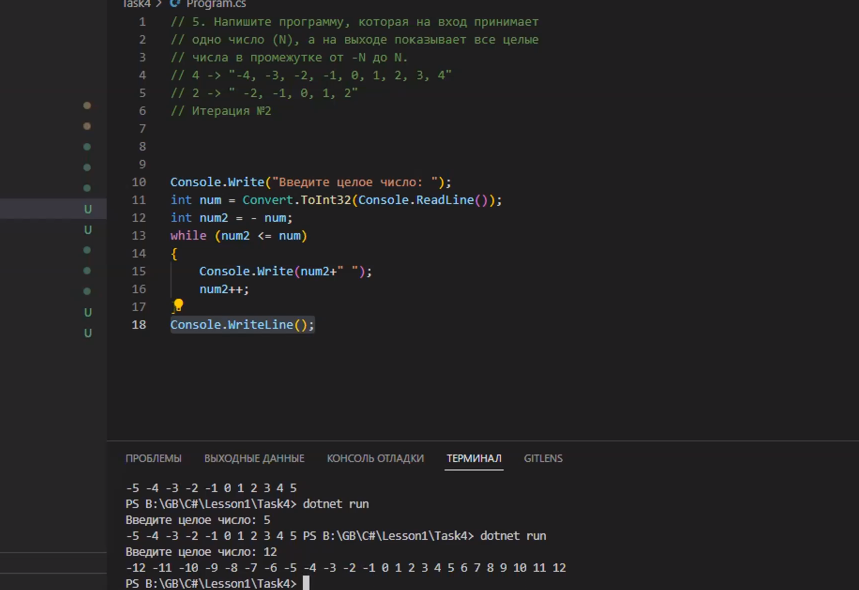 Task4 > Program.cs
1 // 5. Напишите программу, которая на вход принимает
2 // одно число (N), а на выходе показывает все целые
3 // числа в промежутке от -N до N.
4 // 4 -> "-4, -3, -2, -1, 0, 1, 2, 3, 4"
5 // 2 -> " -2, -1, 0, 1, 2"
6 // Итерация №2
7
8
9
10 Console.Write("Введите целое число: ");
11 int num = Convert.ToInt32(Console.ReadLine());
12 int num2 = - num;
13 while (num2 <= num)
14 {
15 Console.Write(num2+" ");
16 num2++;
17 }
18 Console.WriteLine();
U
U
U
U
ПРОБЛЕМЫ ВЫХОДНЫЕ ДАННЫЕ КОНСОЛЬ ОТЛАДКИ ТЕРМИНАЛ GITLENS
-5 -4 -3 -2 -1 0 1 2 3 4 5
PS B:\GB\C#\Lesson1\Task4> dotnet run
Введите целое число: 5
-5 -4 -3 -2 -1 0 1 2 3 4 5 PS B:\GB\C#\Lesson1\Task4> dotnet run
Введите целое число: 12
-12 -11 -10 -9 -8 -7 -6 -5 -4 -3 -2 -1 0 1 2 3 4 5 6 7 8 9 10 11 12
PS B:\GB\C#\Lesson1\Task4>